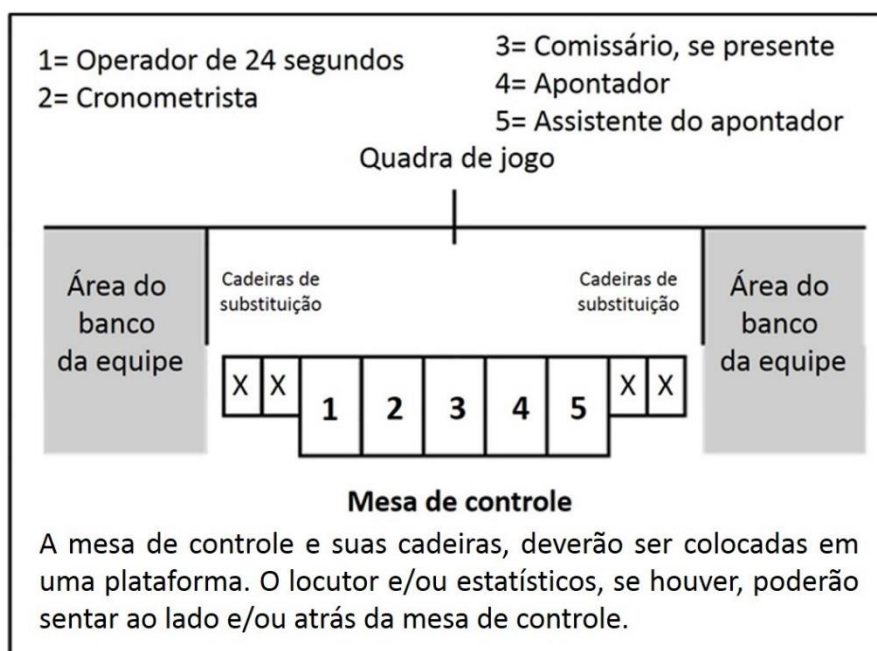 1= Operador de 24 segundos
2= Cronometrista
3= Comissário, se presente
4= Apontador
5= Assistente do apontador
Quadra de jogo
Área do
banco
da equipe
Cadeiras de
substituição
Cadeiras de
substituição
Área do
banco
da equipe
X X 1 2 3 4 5 X X
Mesa de controle
A mesa de controle e suas cadeiras, deverão ser colocadas em
uma plataforma. O locutor e/ou estatísticos, se houver, poderão
sentar ao lado e/ou atrás da mesa de controle.